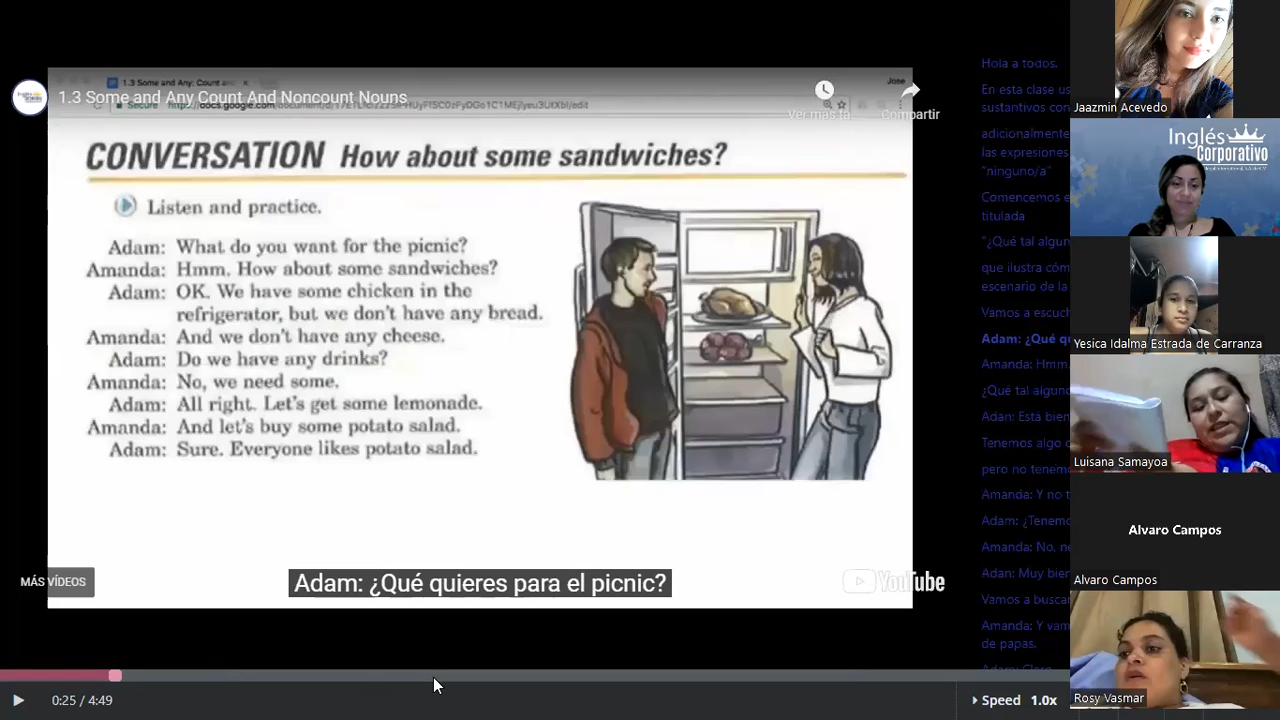 1.3 Some and Any Count And Noncount Nouns
Ver más ta
Compartir
CONVERSATION How about some sandwiches?
Listen and practice.
Adam: What do you want for the picnic?
Amanda: Hmm. How about some sandwiches?
Adam: OK. We have some chicken in the
refrigerator, but we don't have any bread.
Amanda: And we don't have any cheese.
Adam: Do we have any drinks?
Amanda: No, we need some.
Adam: All right. Let's get some lemonade.
Amanda: And let's buy some potato salad.
Adam: Sure. Everyone likes potato salad.
MÁS VÍDEOS
Adam: ¿Qué quieres para el picnic?
YouTube
0:25 / 4:49
Speed 1.0x
Hola a todos.
En esta clase us
sustantivos con
adicionalmente
las expresiones
"ninguno/a"
Comencemos e
titulada
"¿Qué tal algun
que ilustra cóm
escenario de la
Vamos a escuch
Adam: ¿Qué qu
Amanda: Hmm.
¿Qué tal alguno
Adan: Está bien
Tenemos algo d
pero no tenemo
Amanda: Y no t
Adam: ¿Tenemo
Amanda: No, ne
Adan: Muy bien
Vamos a buscar
Amanda: Y vam
de papas.
Jaazmin Acevedo
Inglés
Corporativo
Yesica Idalma Estrada de Carranza
Luisana Samayoa
Alvaro Campos
Alvaro Campos
Rosy Vasmar